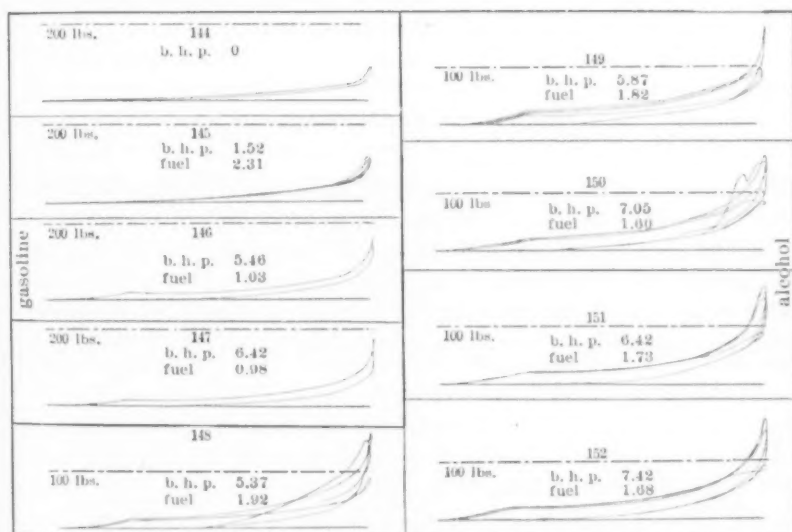 200 lbs.
144
b. h. p. 0
200 lbs.
145
b. h. p. 1.52
fuel 2.31
200 lbs.
146
b. h. p. 5.46
fuel 1.03
200 lbs.
147
b. h. p. 6.42
fuel 0.98
148
100 lbs.
b. h. p. 5.37
fuel 1.92
gasoline
149
100 lbs.
b. h. p. 5.87
fuel 1.82
150
100 lbs
b. h. p. 7.05
fuel 1.60
151
100 lbs.
b. h. p. 6.42
fuel 1.73
152
100 lbs.
b. h. p. 7.42
fuel 1.68
alcohol